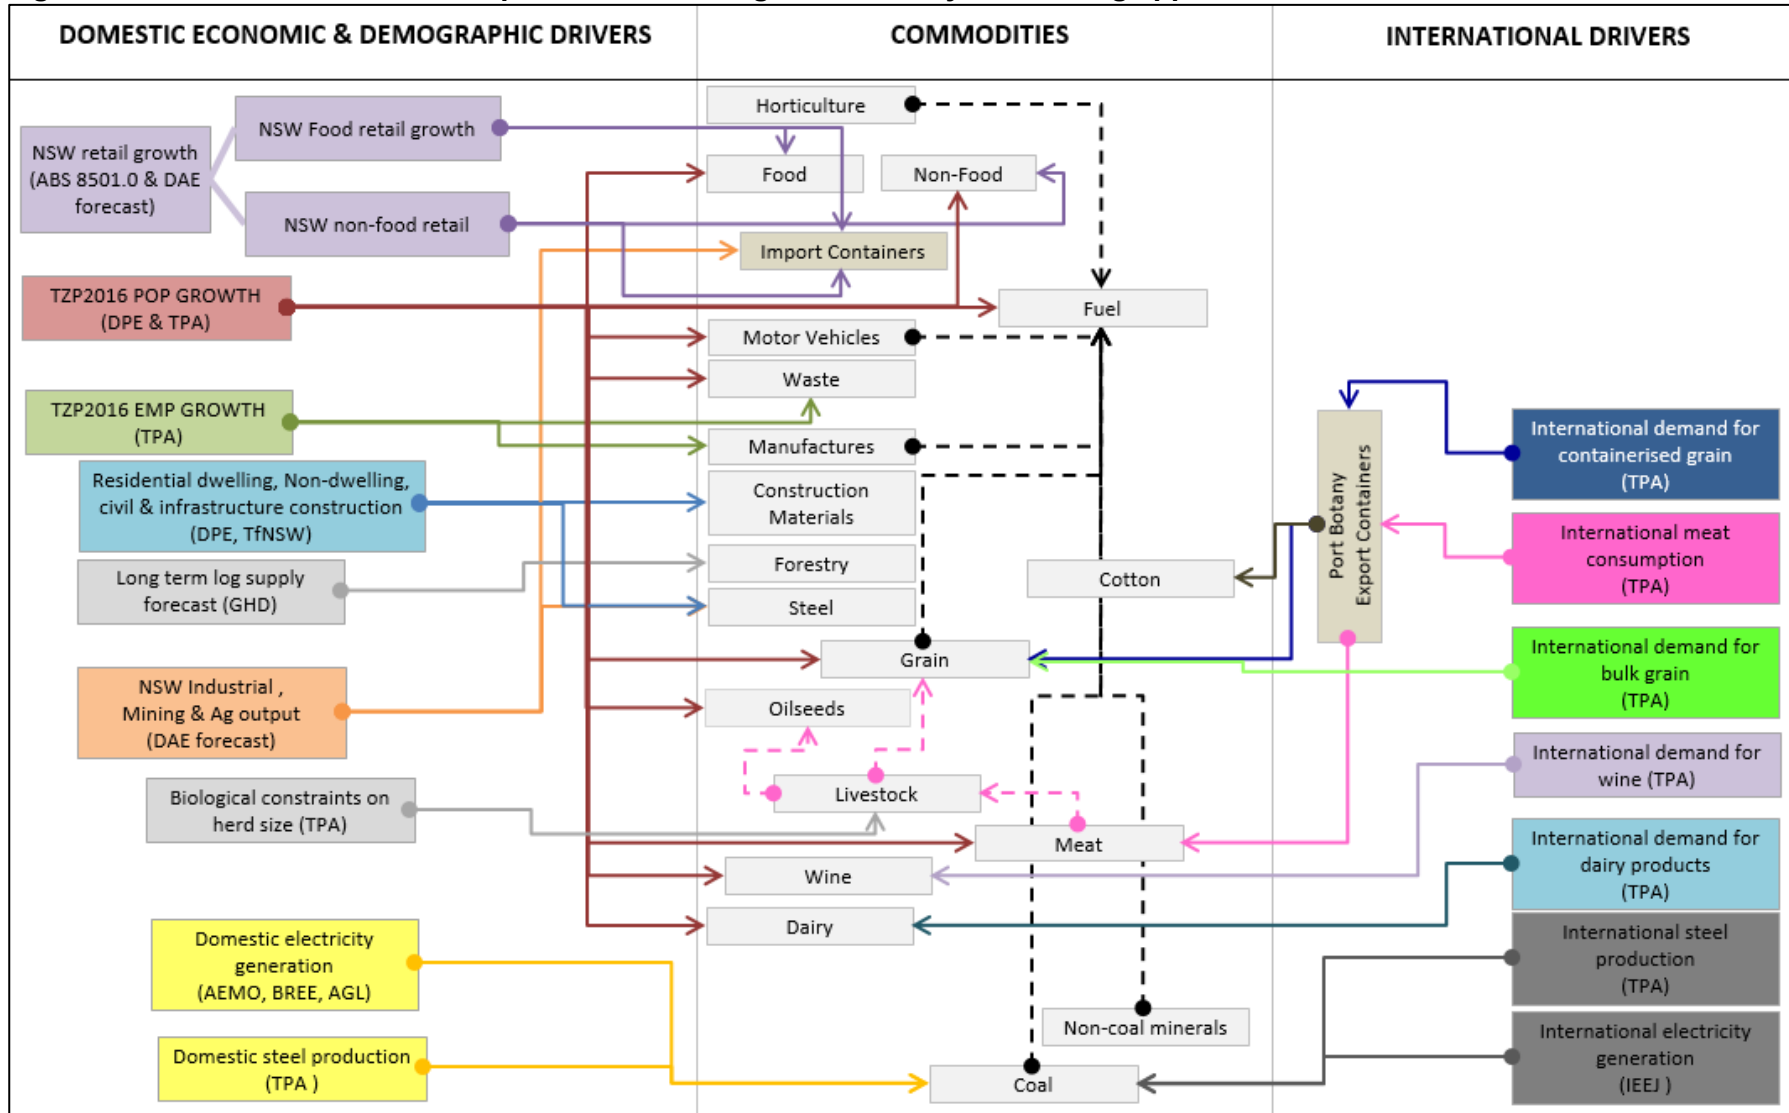 DOMESTIC ECONOMIC & DEMOGRAPHIC DRIVERS
COMMODITIES
INTERNATIONAL DRIVERS
NSW retail growth
(ABS 8501.0 & DAE
forecast)
NSW Food retail growth
NSW non-food retail
TZP2016 POP GROWTH
(DPE & TPA)
TZP2016 EMP GROWTH
(TPA)
Residential dwelling, Non-dwelling,
civil & infrastructure construction
(DPE, TfNSW)
Long term log supply
forecast (GHD)
NSW Industrial ,
Mining & Ag output
(DAE forecast)
Biological constraints on
herd size (TPA)
Domestic electricity
generation
(AEMO, BREE, AGL)
Domestic steel production
(TPA )
Horticulture
Food
Non-Food
Import Containers
Fuel
Motor Vehicles
Waste
Manufactures
Construction
Materials
Forestry
Cotton
Steel
Grain
Oilseeds
Livestock
Meat
Wine
Dairy
Non-coal minerals
Coal
Port Botany
Export Containers
International demand for
containerised grain
(TPA)
International meat
consumption
(TPA)
International demand for
bulk grain
(TPA)
International demand for
wine (TPA)
International demand for
dairy products
(TPA)
International steel
production
(TPA)
International electricity
generation
(IEEJ )